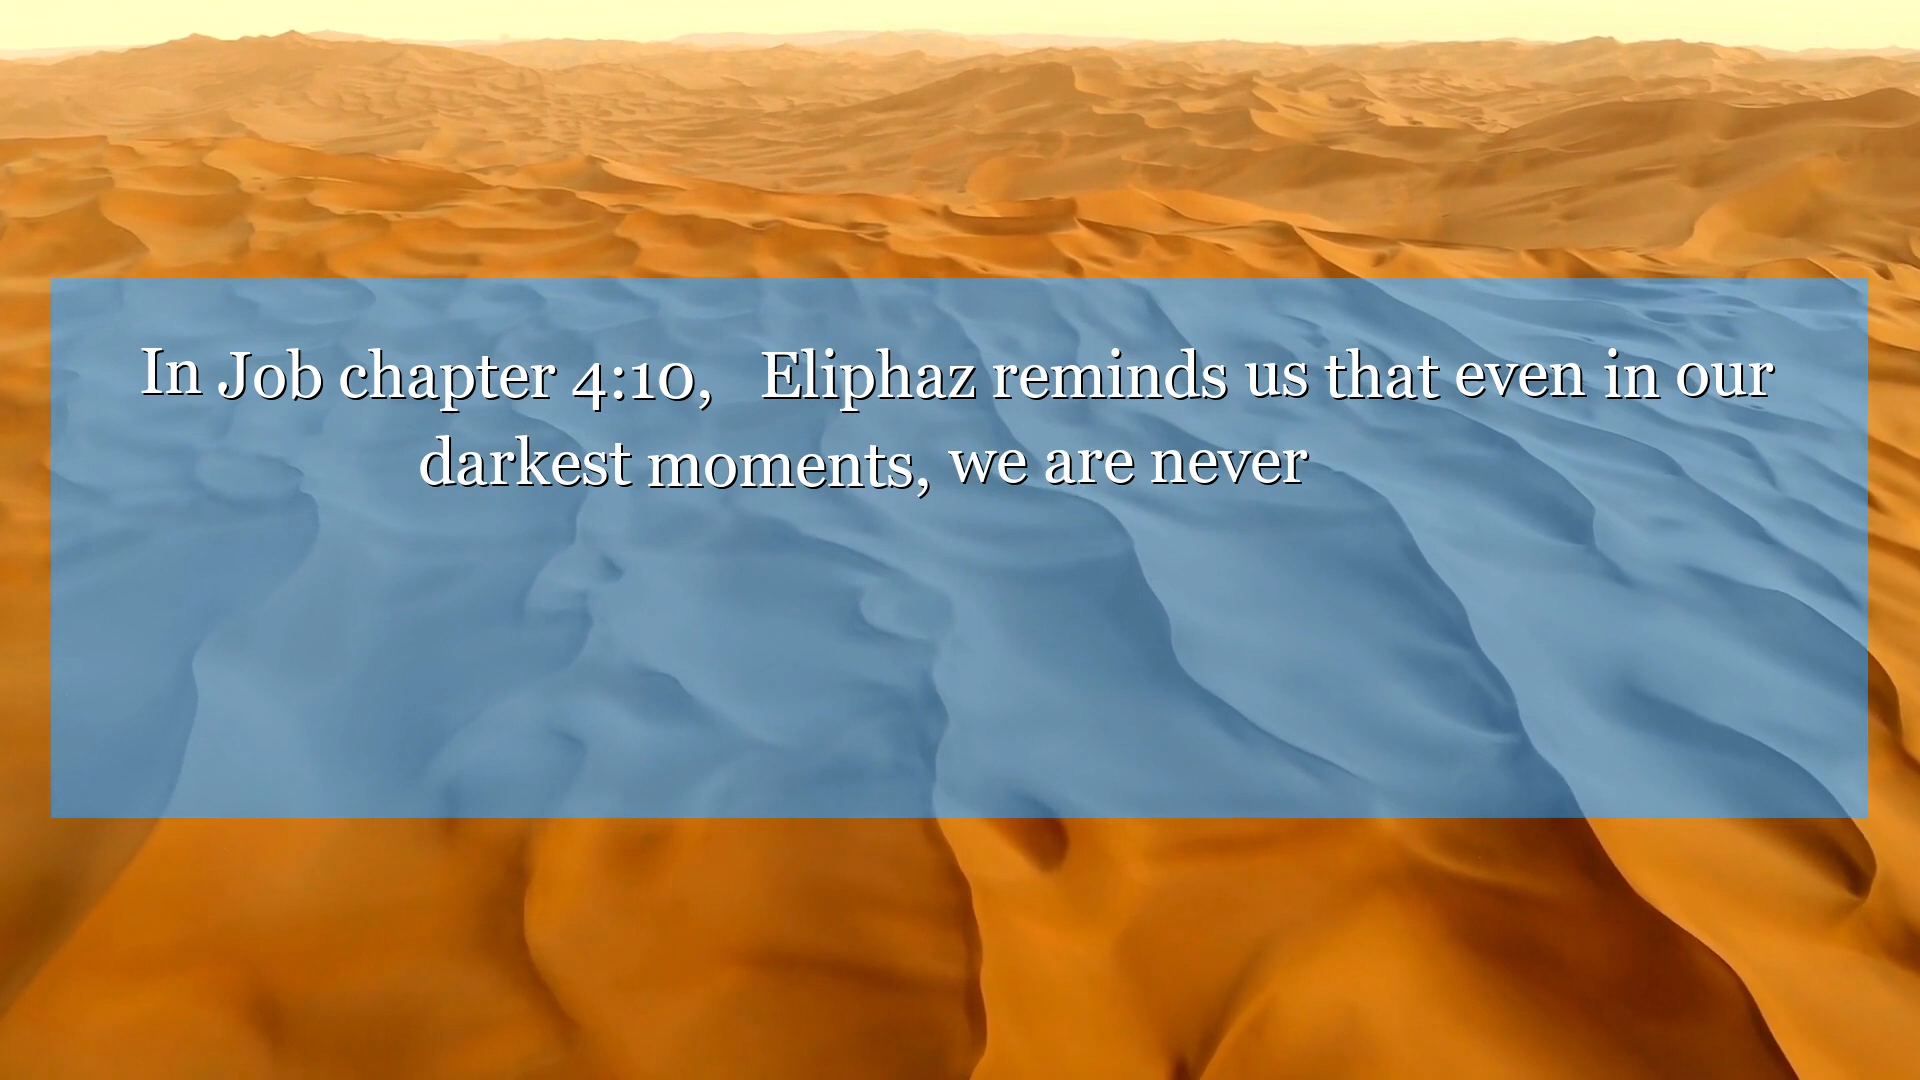 In Job chapter 4:10, Eliphaz reminds us that even in our
darkest moments, we are never